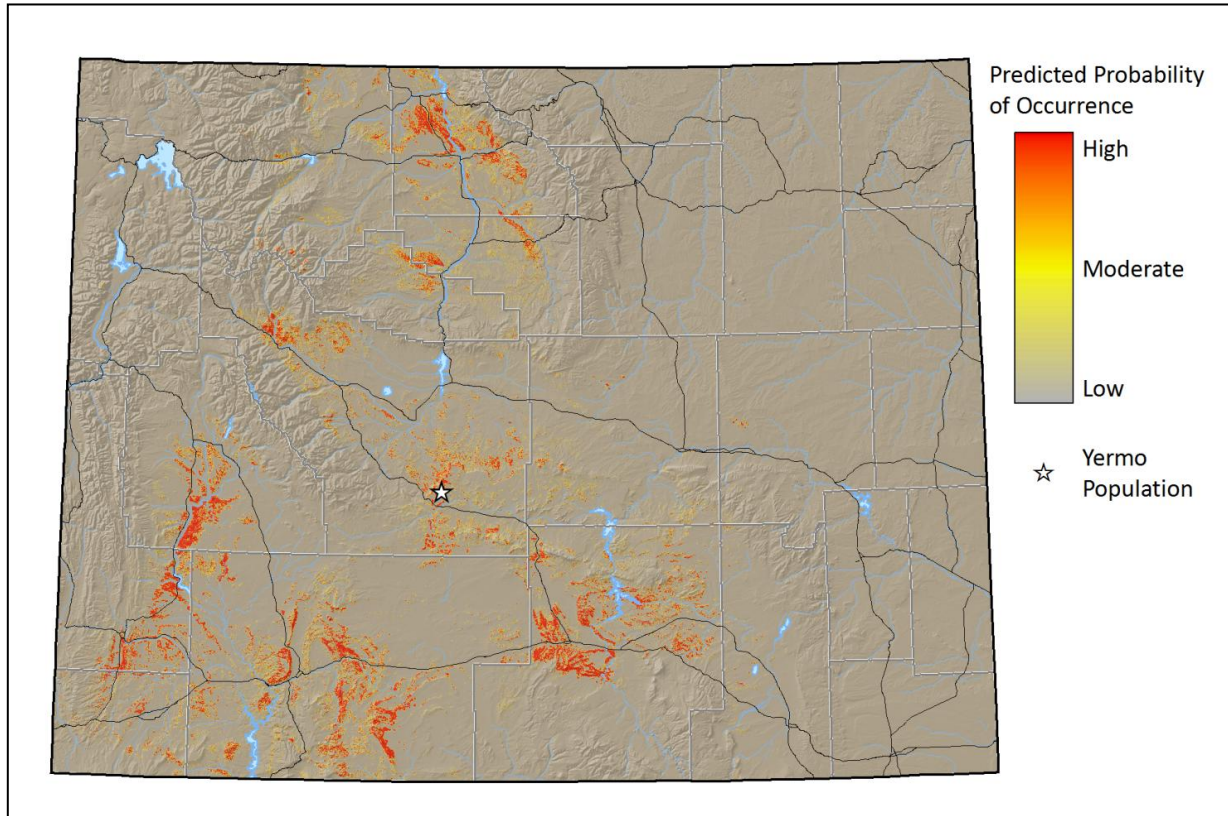 Predicted Probability
of Occurrence
High
Moderate
Low
Yermo
Population